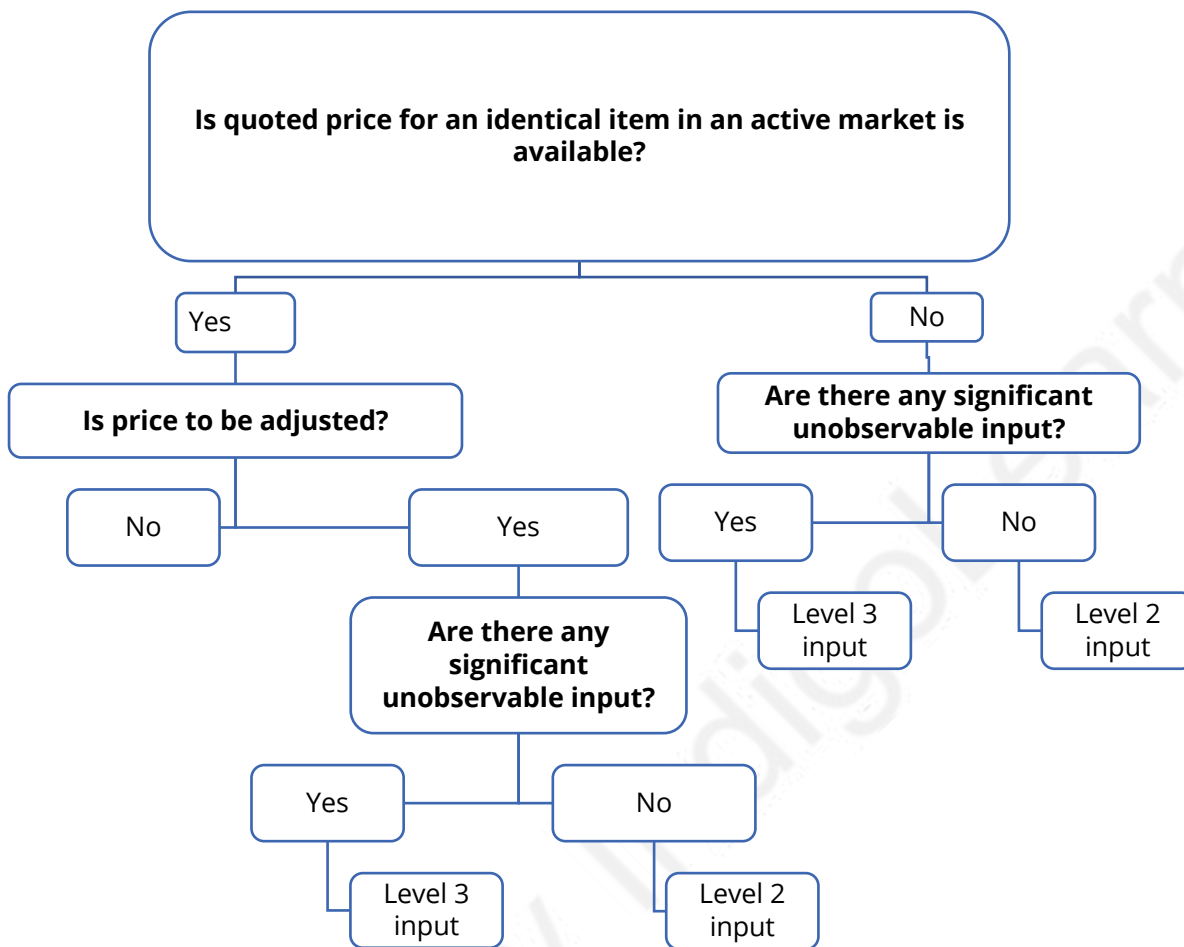 Is quoted price for an identical item in an active market is
available?
Yes
No
Is price to be adjusted?
Are there any significant
unobservable input?
No
Yes
Yes
No
Level 3
input
Level 2
input
Are there any
significant
unobservable input?
Yes
No
Level 3
input
Level 2
input